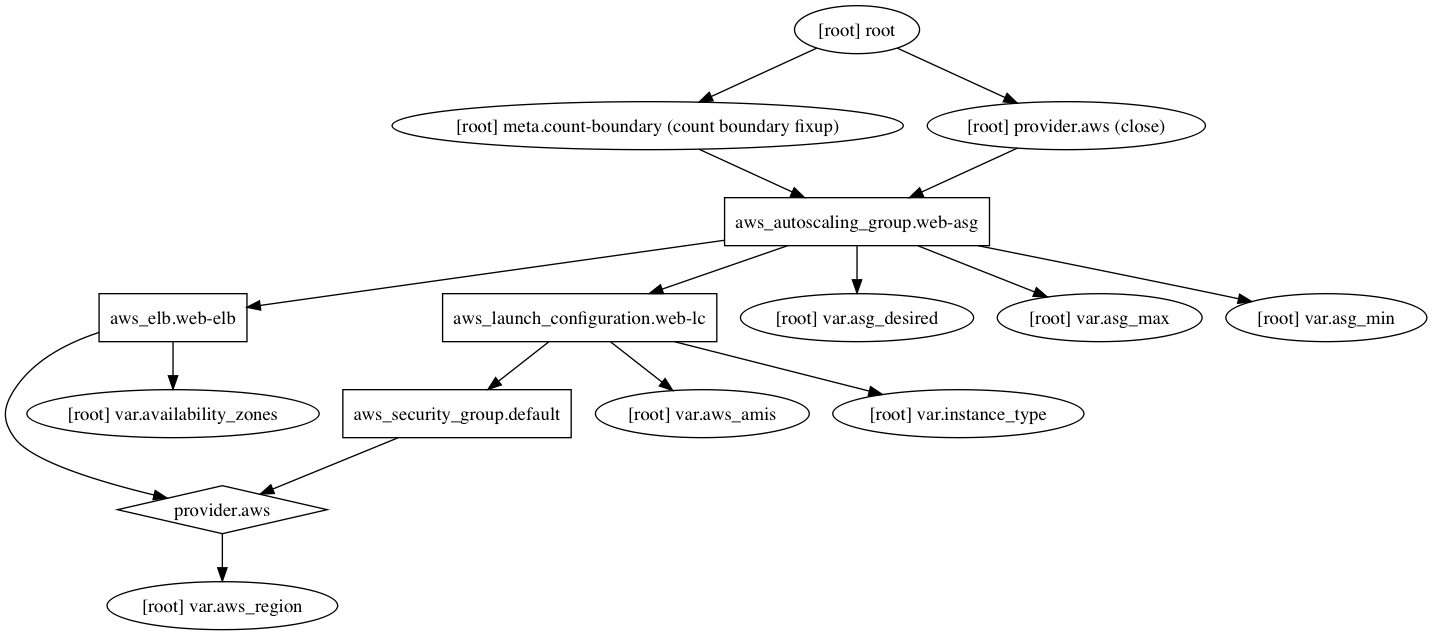 [root] root
[root] meta.count-boundary (count boundary fixup)
[root] provider.aws (close)
aws_autoscaling_group.web-asg
aws_elb.web-elb
aws_launch_configuration.web-lc
[root] var.asg_desired
[root] var.asg_max
[root] var.asg_min
[root] var.availability_zones
aws_security_group.default
[root] var.aws_amis
[root] var.instance_type
provider.aws
[root] var.aws_region